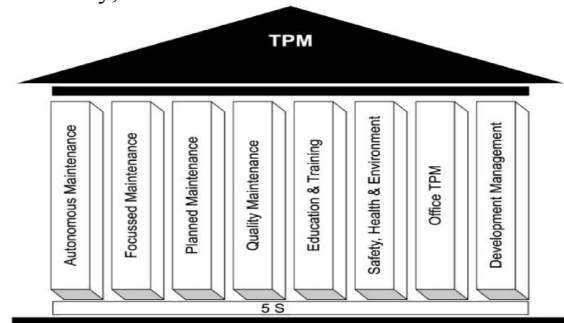 TPM
Autonomous Maintenance
Focussed Maintenance
Planned Maintenance
Quality Maintenance
Education & Training
Safety, Health & Environment
Office TPM
Development Management
5 S